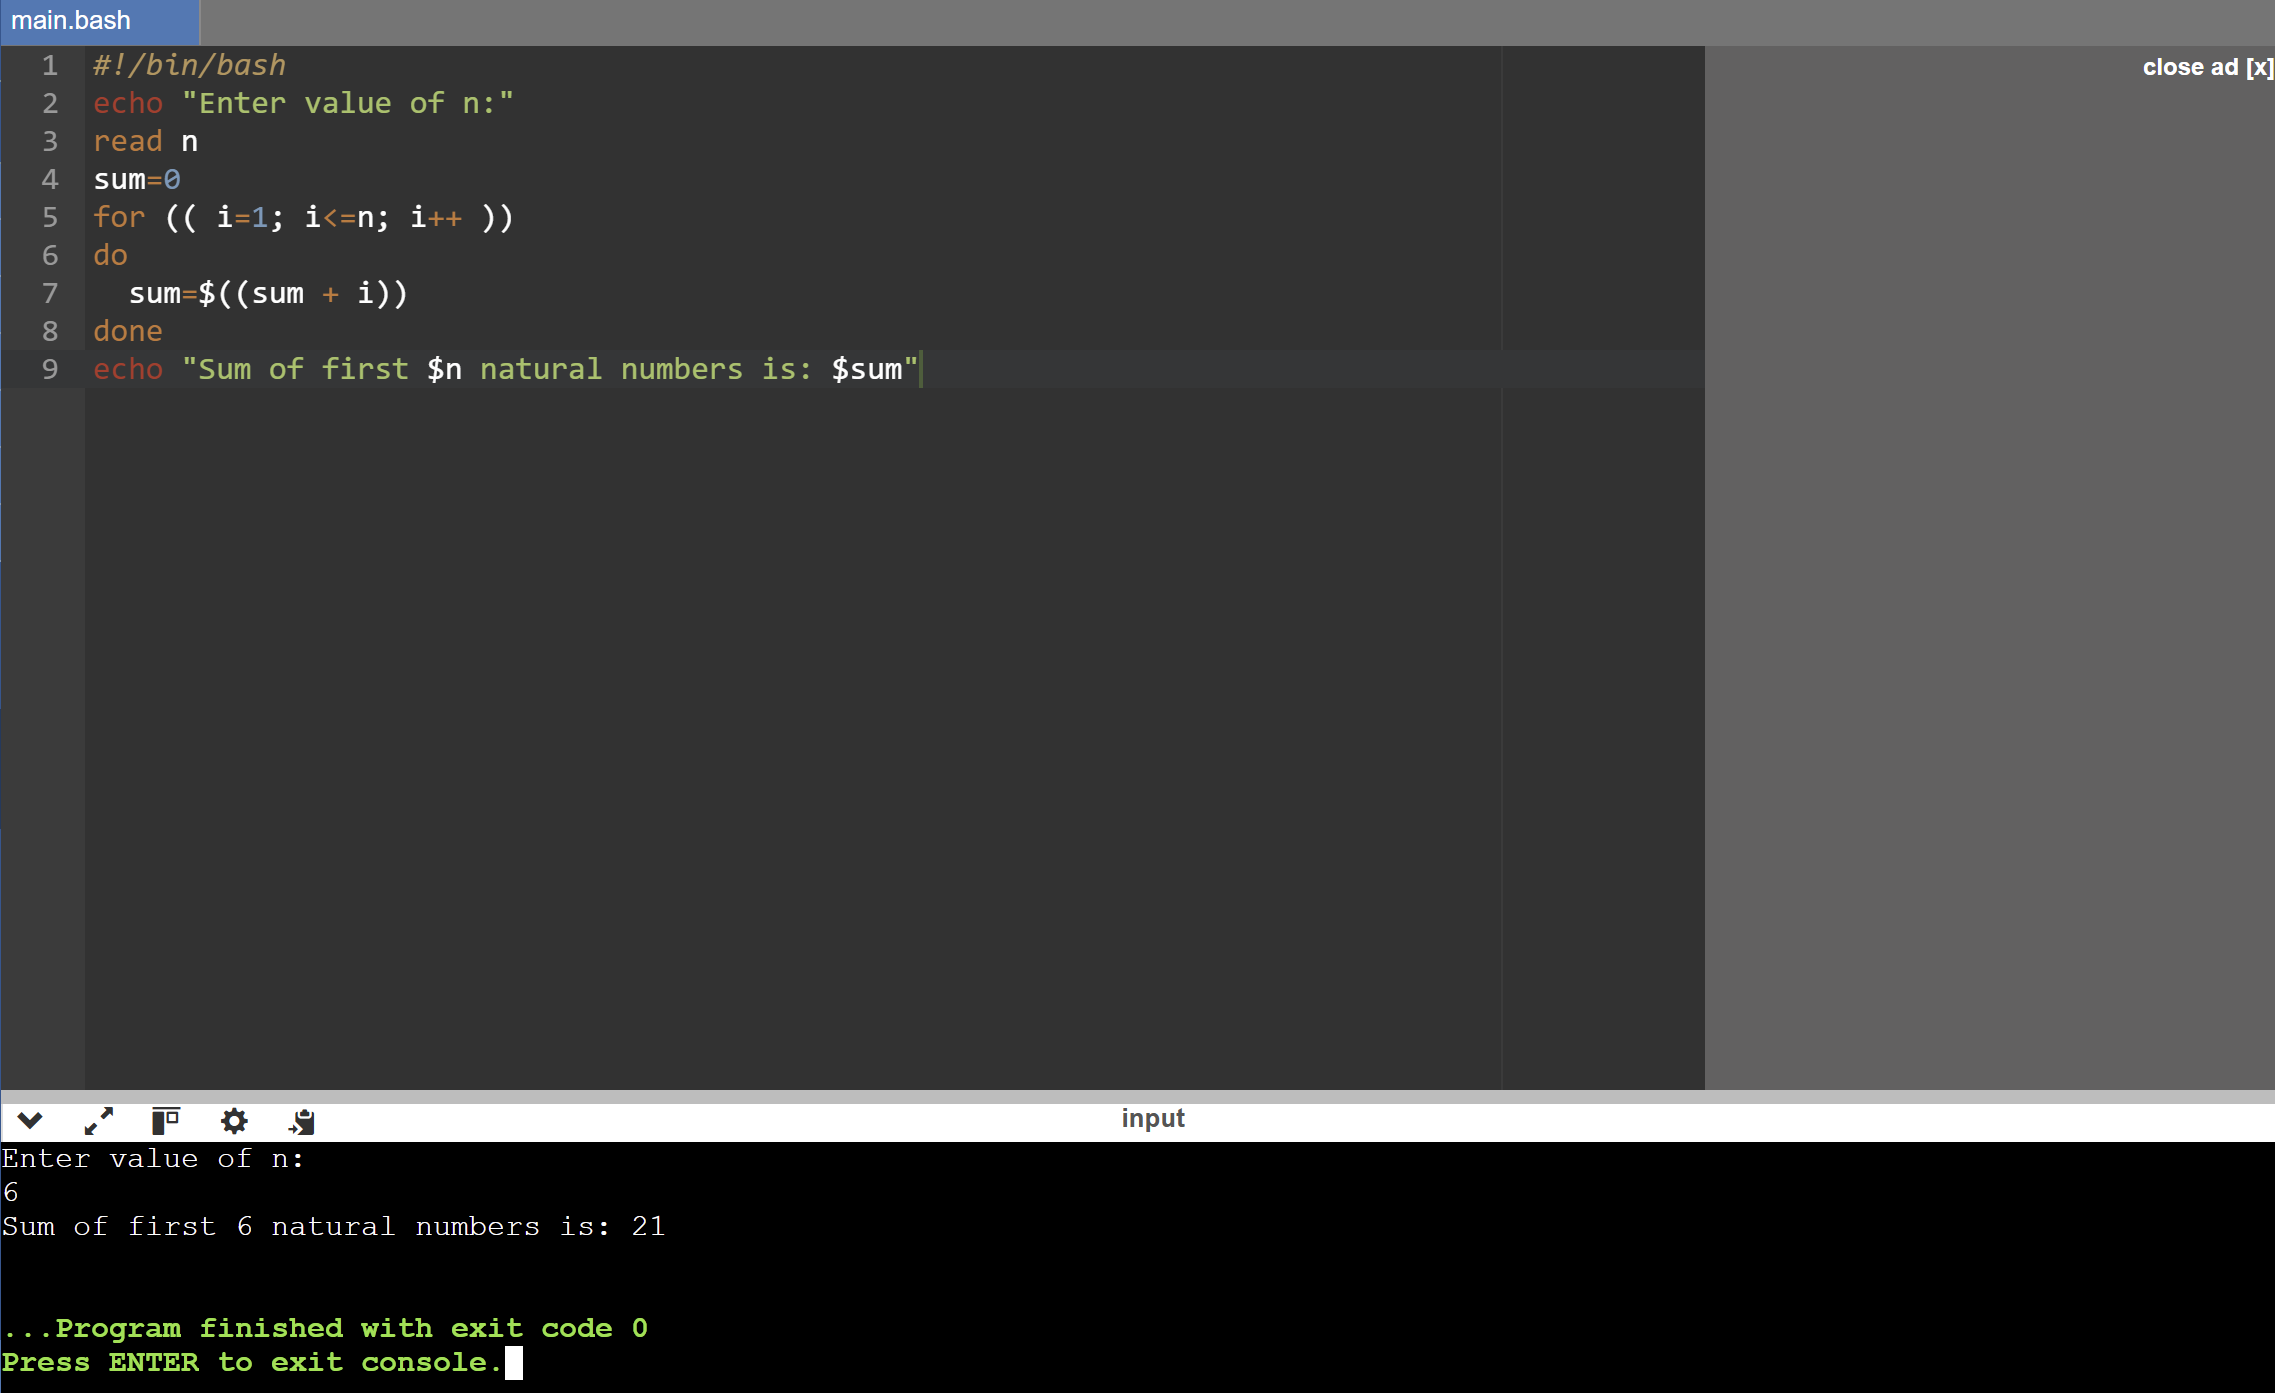 main.bash
close ad [x]
1 #!/bin/bash
2 echo "Enter value of n:"
3 read n
4 sum=0
5 for (( i=1; i<=n; i++ ))
6 do
7   sum=$((sum + i))
8 done
9 echo "Sum of first $n natural numbers is: $sum"
input
Enter value of n:
6
Sum of first 6 natural numbers is: 21
...Program finished with exit code 0
Press ENTER to exit console.